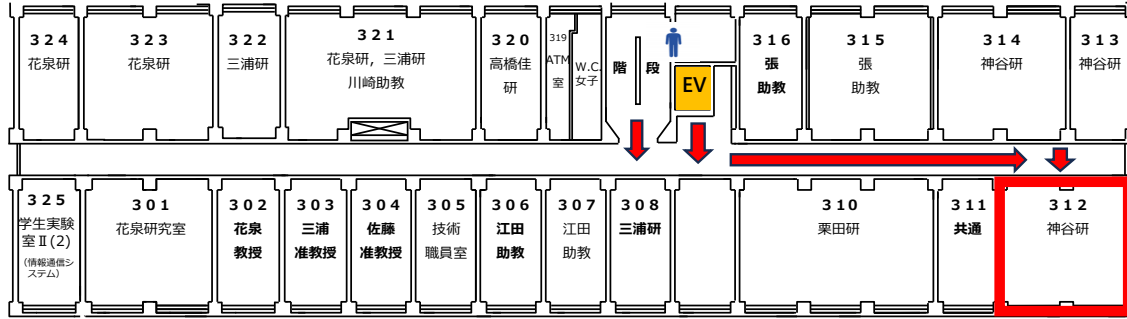 324
花泉研
323
花泉研
322
三浦研
321
花泉研，三浦研
川崎助教
320
高橋佳
研
319
ATM
室
W.C.
女子
階 段
EV
316
張
助教
315
張
助教
314
神谷研
313
神谷研
325
学生実験
室Ⅱ(2)
(情報通信シ
ステム)
301
花泉研究室
302
花泉
教授
303
三浦
准教授
304
佐藤
准教授
305
技術
職員室
306
江田
助教
307
江田
助教
308
三浦研
310
栗田研
311
共通
312
神谷研